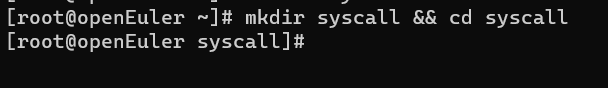 [root@openEuler ~]# mkdir syscall && cd syscall
[root@openEuler syscall]#